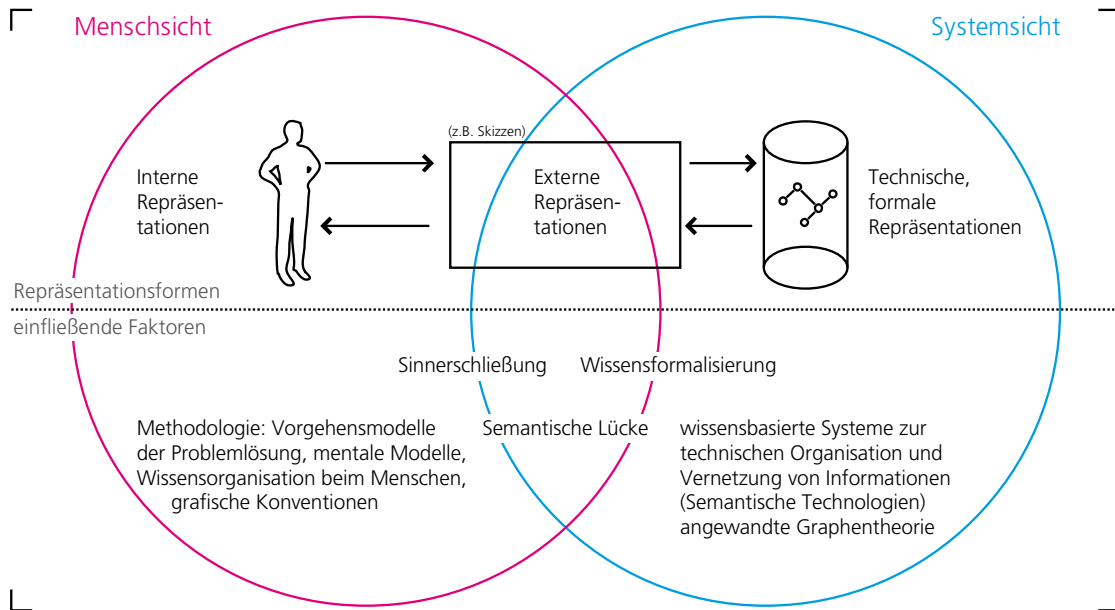 Menschsicht
Systemsicht
(z.B. Skizzen)
Interne
Repräsen-
tationen
Externe
Repräsen-
tationen
Technische,
formale
Repräsentationen
Repräsentationsformen
einfließende Faktoren
Sinnerschließung
Wissensformalisierung
Methodologie: Vorgehensmodelle
der Problemlösung, mentale Modelle,
Wissensorganisation beim Menschen,
grafische Konventionen
Semantische Lücke
wissensbasierte Systeme zur
technischen Organisation und
Vernetzung von Informationen
(Semantische Technologien)
angewandte Graphentheorie